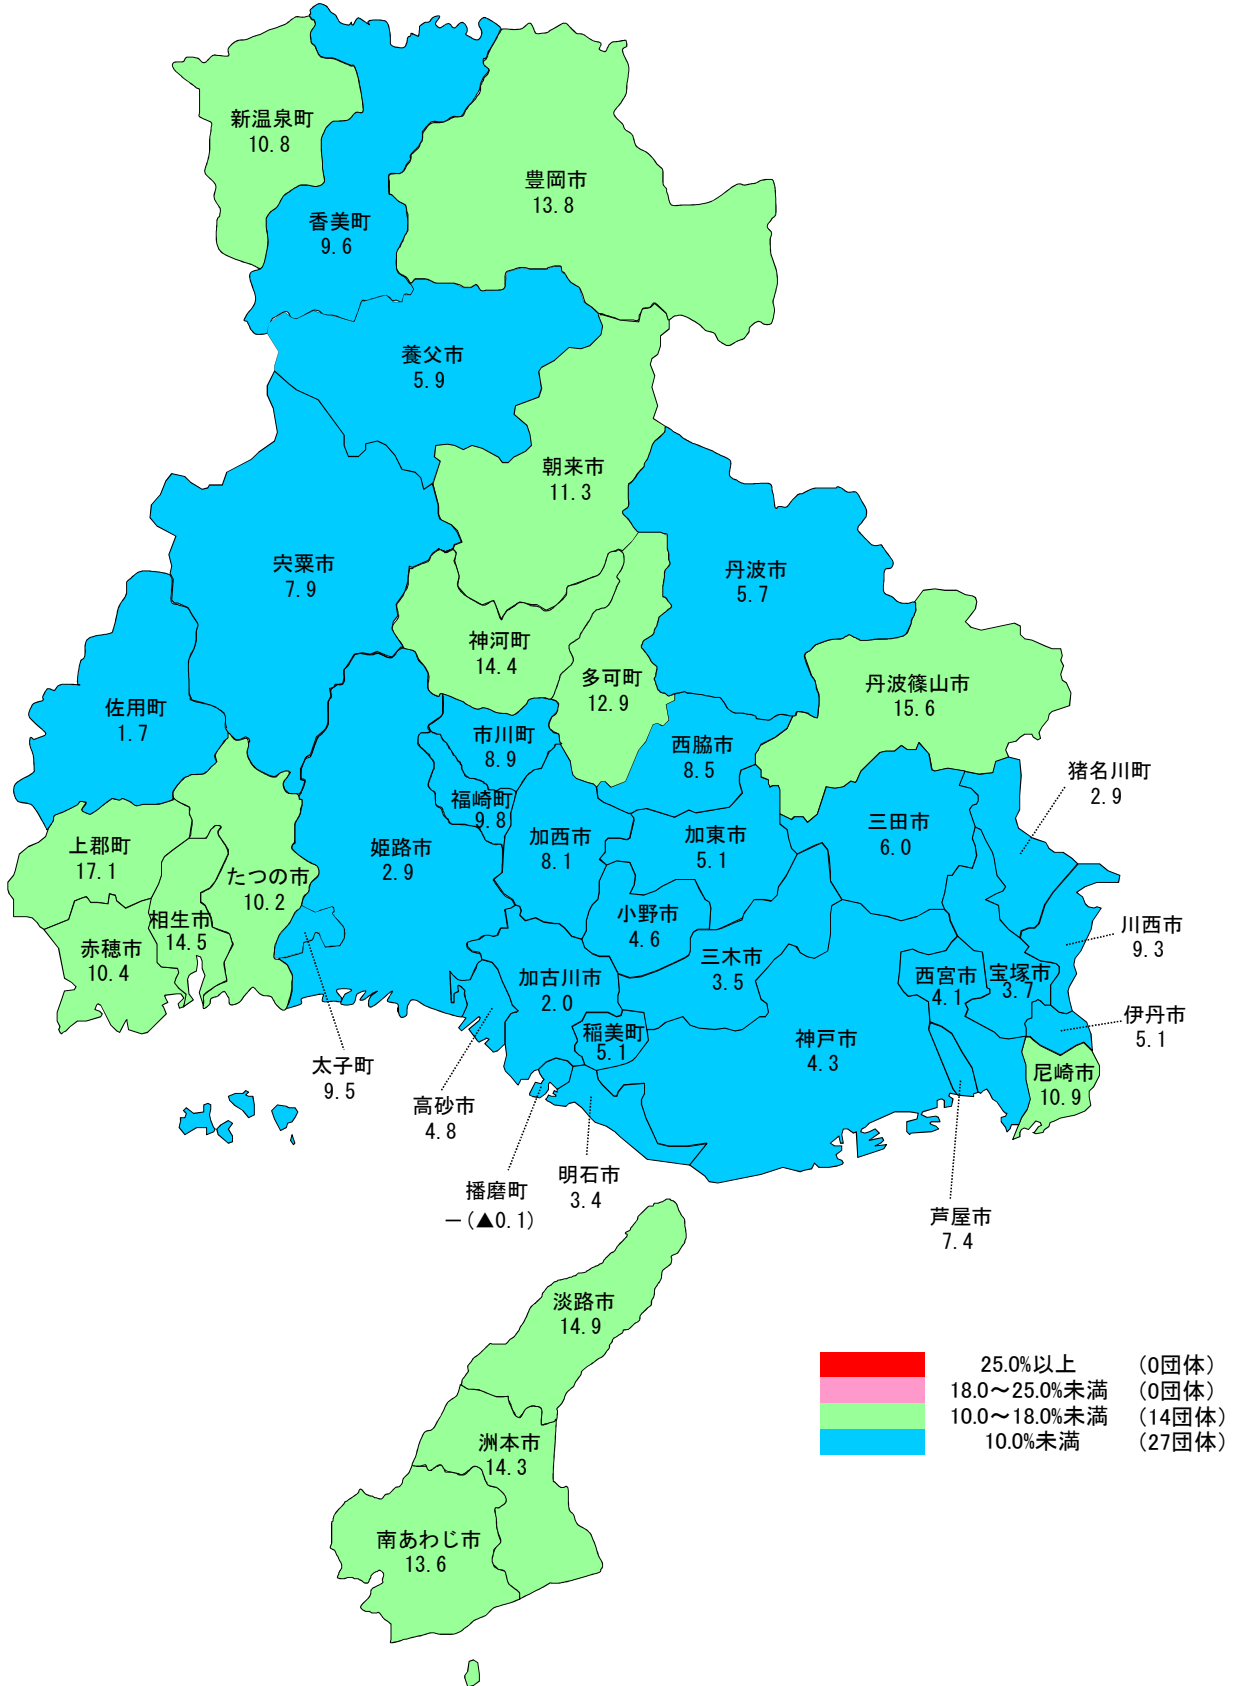 新温泉町
10.8
豊岡市
13.8
香美町
9.6
養父市
5.9
朝来市
11.3
宍粟市
7.9
丹波市
5.7
神河町
14.4
多可町
12.9
丹波篠山市
15.6
佐用町
1.7
市川町
8.9
西脇市
8.5
猪名川町
2.9
福崎町
9.8
上郡町
17.1
姫路市
2.9
加西市
8.1
加東市
5.1
三田市
6.0
たつの市
10.2
相生市
14.5
小野市
4.6
川西市
9.3
赤穂市
10.4
三木市
3.5
加古川市
2.0
西宮市
4.1
宝塚市
3.7
伊丹市
5.1
稲美町
5.1
神戸市
4.3
太子町
9.5
尼崎市
10.9
高砂市
4.8
明石市
3.4
播磨町
－(▲0.1)
芦屋市
7.4
淡路市
14.9
洲本市
14.3
南あわじ市
13.6
25.0%以上 （0団体）
18.0～25.0%未満 （0団体）
10.0～18.0%未満 （14団体）
10.0%未満 （27団体）